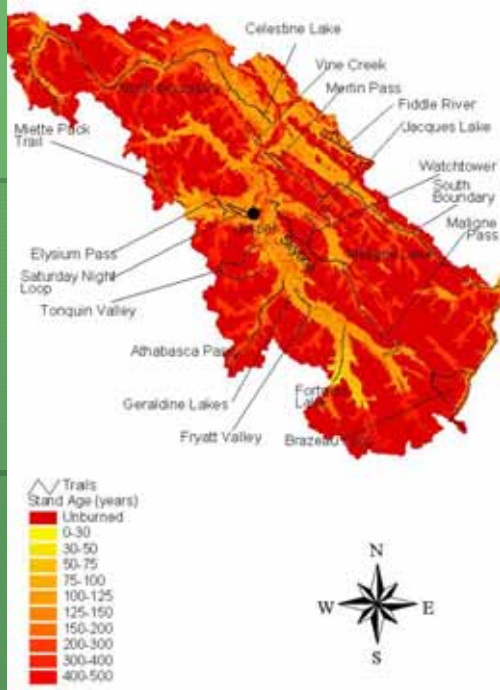 Celestine Lake
Vine Creek
Merlin Pass
Fiddle River
Jacques Lake
Miette Pack
Trail
Watchtower
South
Boundary
Maligne
Pass
Elysium Pass
Saturday Night
Loop
Tonquin Valley
Athabasca Pass
Geraldine Lakes
Fryatt Valley
Brazeau
Trails
Stand Age (years)
Unburned
0-30
30-50
50-75
75-100
100-125
125-150
150-200
200-300
300-400
400-500
N
W
E
S